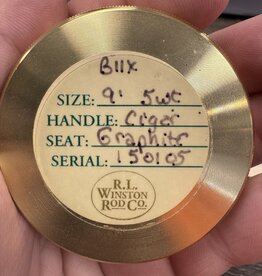 BIIX
SIZE: 9' 5wt
HANDLE: Cigar
SEAT: Graphite
SERIAL: 150105
R.L.
WINSTON
ROD CO.